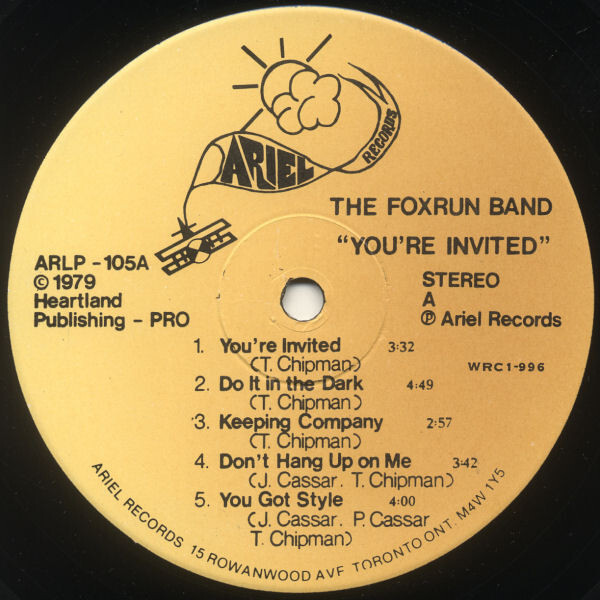 ARIEL
RECORDS
THE FOXRUN BAND
"YOU'RE INVITED"
ARLP - 105A
© 1979
Heartland
Publishing - PRO
STEREO
A
℗ Ariel Records
WRC1-996
1. You're Invited 3:32
(T. Chipman)
2. Do It in the Dark 4:49
(T. Chipman)
3. Keeping Company 2:57
(T. Chipman)
4. Don't Hang Up on Me 3:42
(J. Cassar. T. Chipman)
5. You Got Style 4:00
(J. Cassar. P. Cassar
T. Chipman)
ARIEL RECORDS 15 ROWANWOOD AVE. TORONTO ONT. M4W 1Y5